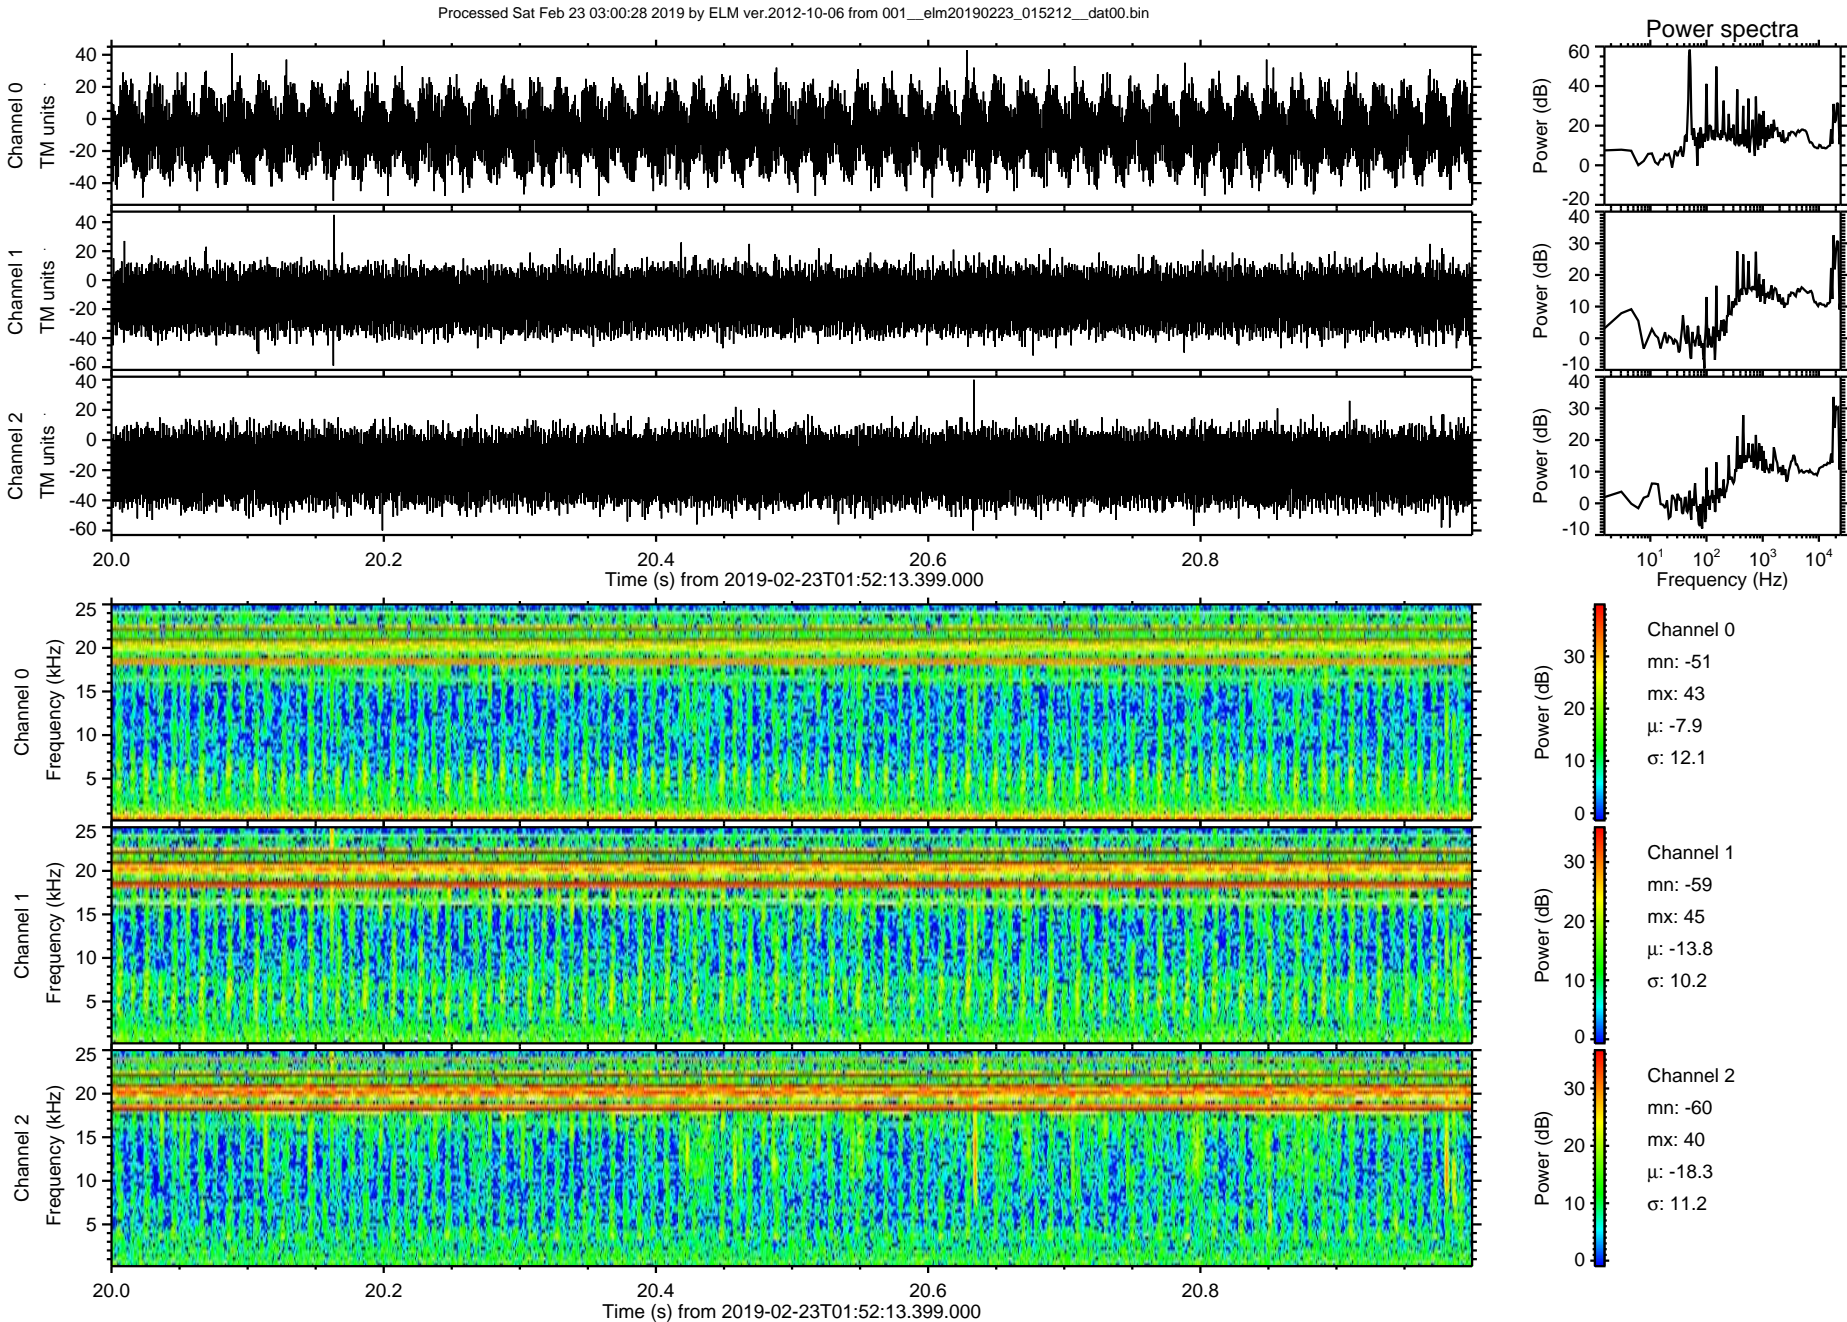 Processed Sat Feb 23 03:00:28 2019 by ELM ver.2012-10-06 from 001__elm20190223_015212__dat00.bin
Power spectra
Channel 0
TM units
40
20
0
-20
-40
Power (dB)
60
40
20
0
-20
Channel 1
TM units
40
20
0
-20
-40
-60
Power (dB)
40
30
20
10
0
-10
Channel 2
TM units
40
20
0
-20
-40
-60
Power (dB)
40
30
20
10
0
-10
20.0 20.2 20.4 20.6 20.8
Time (s) from 2019-02-23T01:52:13.399.000
10^1 10^2 10^3 10^4
Frequency (Hz)
Channel 0
Frequency (kHz)
25
20
15
10
5
Power (dB)
30
20
10
0
Channel 0
mn: -51
mx: 43
μ: -7.9
σ: 12.1
Channel 1
Frequency (kHz)
25
20
15
10
5
Power (dB)
30
20
10
0
Channel 1
mn: -59
mx: 45
μ: -13.8
σ: 10.2
Channel 2
Frequency (kHz)
25
20
15
10
5
Power (dB)
30
20
10
0
Channel 2
mn: -60
mx: 40
μ: -18.3
σ: 11.2
20.0 20.2 20.4 20.6 20.8
Time (s) from 2019-02-23T01:52:13.399.000